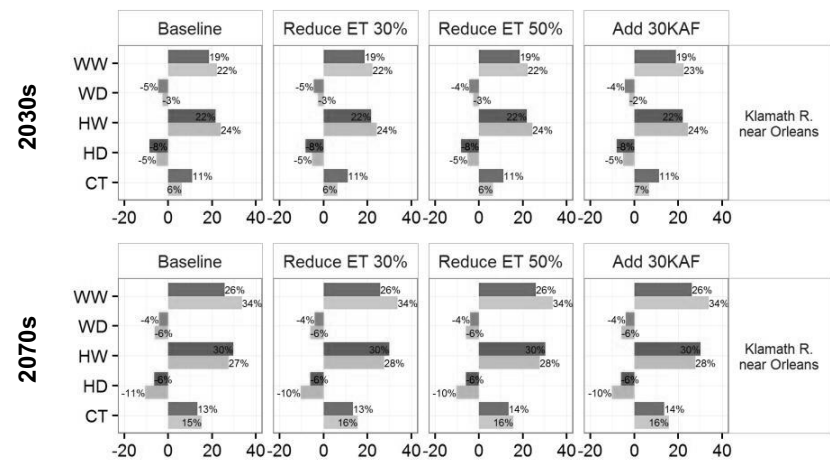 Baseline Reduce ET 30% Reduce ET 50% Add 30KAF
2030s
WW 19% 19% 19% 19%
22% 22% 22% 23%
WD -5% -5% -4% -4%
-3% -3% -3% -2%
HW 22% 22% 22% 22%
24% 24% 24% 24%
HD -8% -8% -8% -8%
-5% -5% -5% -5%
CT 11% 11% 11% 11%
6% 6% 6% 7%
Klamath R.
near Orleans
-20 0 20 40 -20 0 20 40 -20 0 20 40 -20 0 20 40
Baseline Reduce ET 30% Reduce ET 50% Add 30KAF
2070s
WW 26% 26% 26% 26%
34% 34% 34% 34%
WD -4% -4% -4% -4%
-6% -6% -6% -6%
HW 30% 30% 30% 30%
27% 28% 28% 28%
HD -6% -6% -6% -6%
-11% -10% -10% -10%
CT 13% 13% 14% 14%
15% 16% 16% 16%
Klamath R.
near Orleans
-20 0 20 40 -20 0 20 40 -20 0 20 40 -20 0 20 40